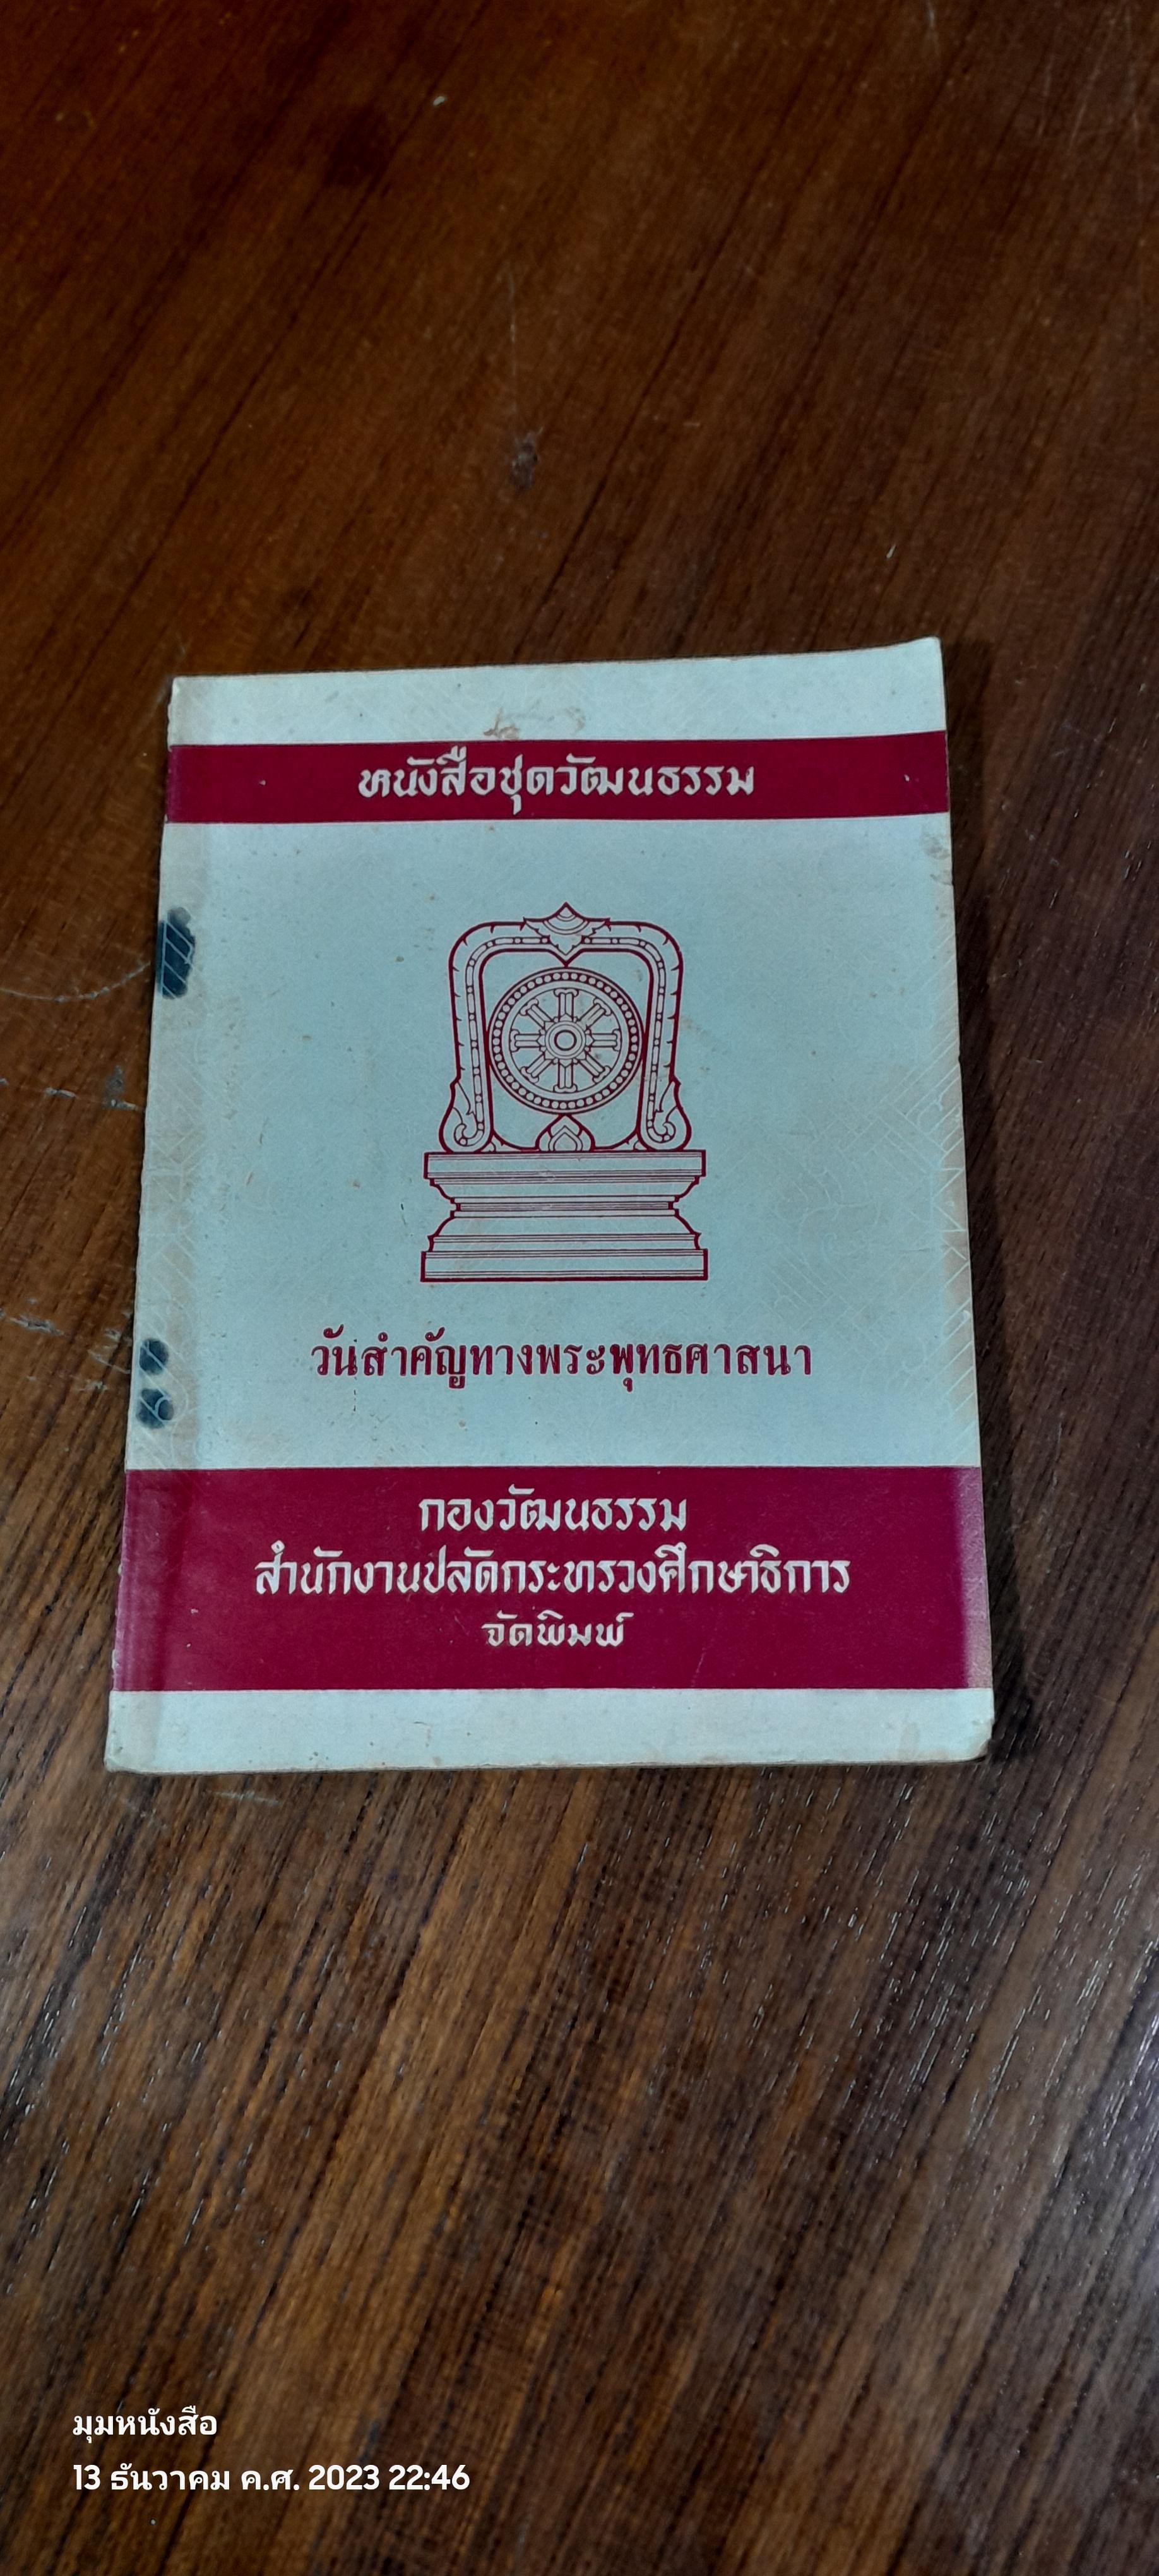 หนังสือชุดวัฒนธรรม
วันสำคัญทางพระพุทธศาสนา
กองวัฒนธรรม
สำนักงานปลัดกระทรวงศึกษาธิการ
จัดพิมพ์
มุมหนังสือ
13 ธันวาคม ค.ศ. 2023 22:46